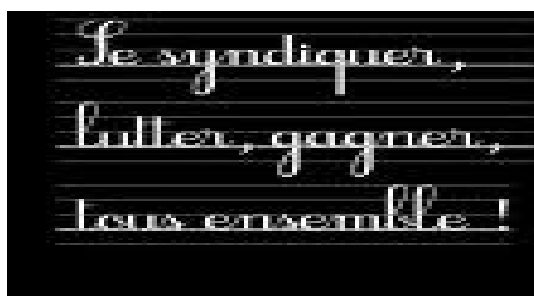 Se syndiquer,
lutter, gagner,
tous ensemble !